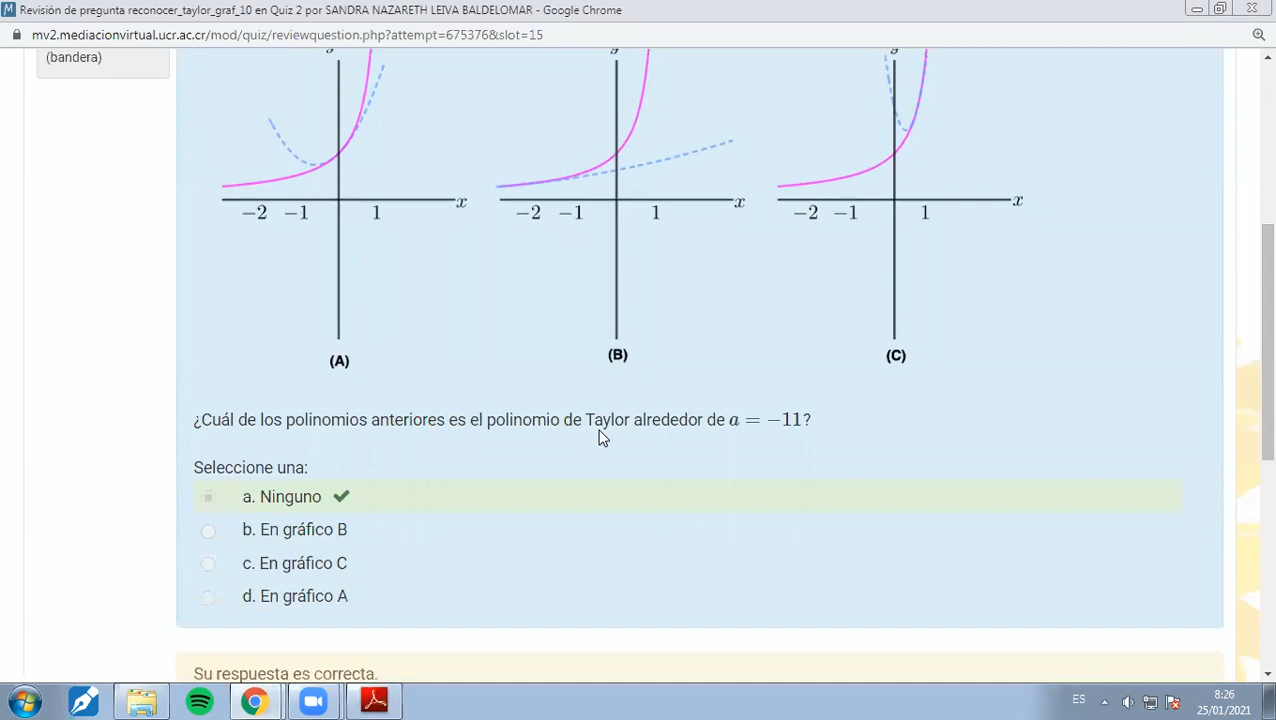 Revisión de pregunta reconocer_taylor_graf_10 en Quiz 2 por SANDRA NAZARETH LEIVA BALDELOMAR - Google Chrome
mv2.mediacionvirtual.ucr.ac.cr/mod/quiz/reviewquestion.php?attempt=675376&slot=15
(bandera)
−2 −1 1 x −2 −1 1 x −2 −1 1 x
(A) (B) (C)
¿Cuál de los polinomios anteriores es el polinomio de Taylor alrededor de a = −11?
Seleccione una:
a. Ninguno
b. En gráfico B
c. En gráfico C
d. En gráfico A
Su respuesta es correcta.
ES 8:26
25/01/2021